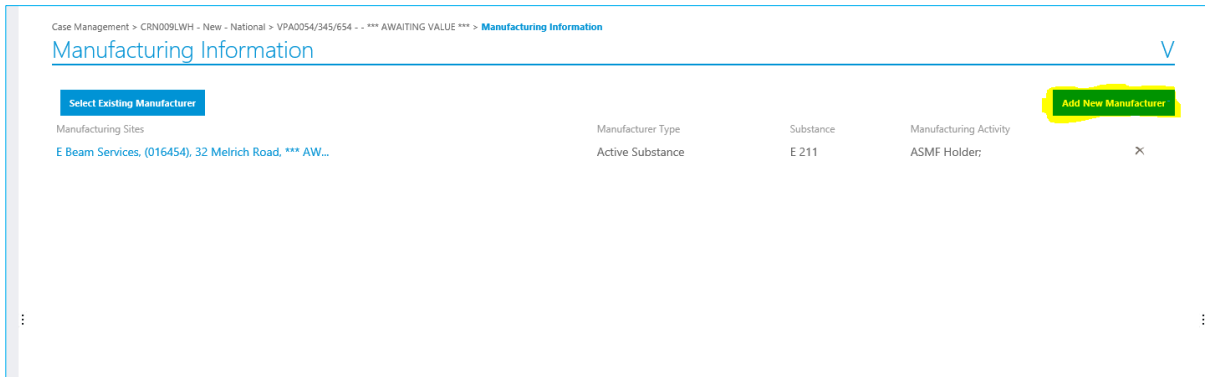 Case Management > CRN009LWH - New - National > VPA0054/345/654 - - *** AWAITING VALUE *** > Manufacturing Information
Manufacturing Information V
Select Existing Manufacturer Add New Manufacturer
Manufacturing Sites Manufacturer Type Substance Manufacturing Activity
E Beam Services, (016454), 32 Melrich Road, *** AW... Active Substance E 211 ASMF Holder;